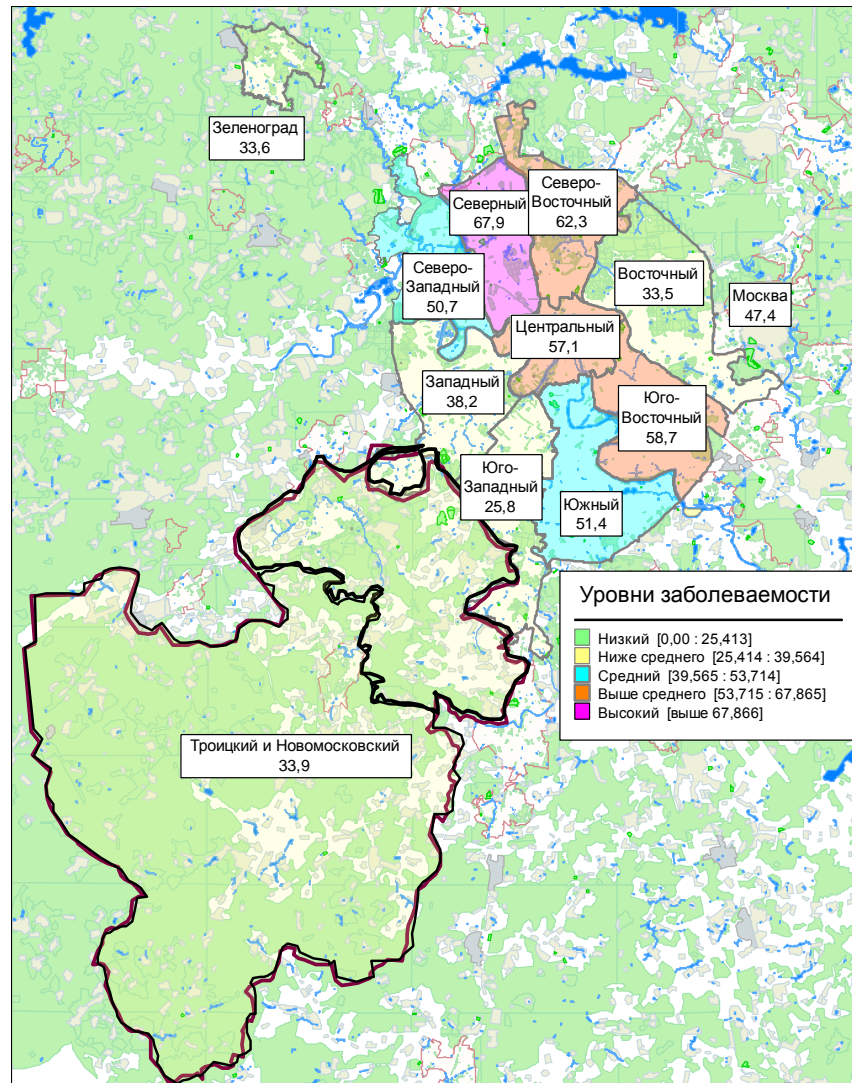 Зеленоград
33,6
Северный
67,9
Северо-
Восточный
62,3
Северо-
Западный
50,7
Восточный
33,5
Москва
47,4
Центральный
57,1
Западный
38,2
Юго-
Восточный
58,7
Юго-
Западный
25,8
Южный
51,4
Уровни заболеваемости
Низкий [0,00 : 25,413]
Ниже среднего [25,414 : 39,564]
Средний [39,565 : 53,714]
Выше среднего [53,715 : 67,865]
Высокий [выше 67,866]
Троицкий и Новомосковский
33,9